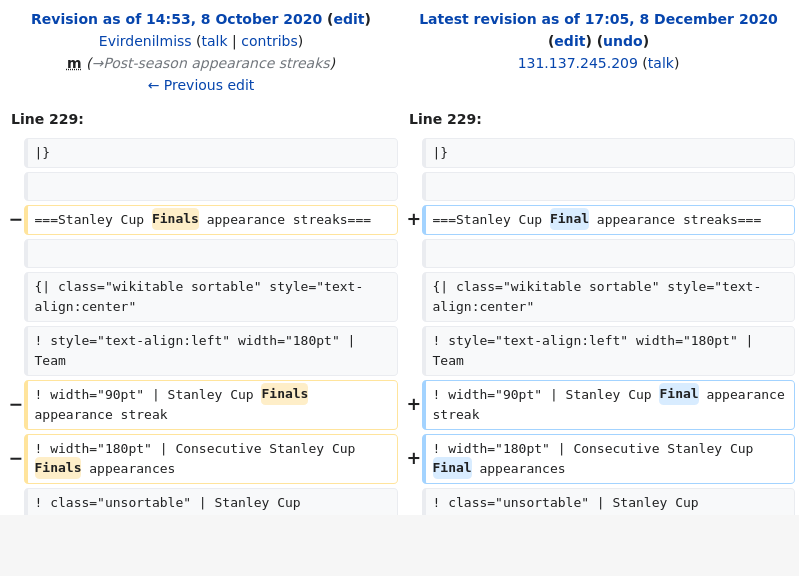 Revision as of 14:53, 8 October 2020 (edit)
Evirdenilmiss (talk | contribs)
m (→Post-season appearance streaks)
← Previous edit
Latest revision as of 17:05, 8 December 2020
(edit) (undo)
131.137.245.209 (talk)
Line 229:
Line 229:
|}
|}
− ===Stanley Cup Finals appearance streaks===
+ ===Stanley Cup Final appearance streaks===
{| class="wikitable sortable" style="text-
align:center"
{| class="wikitable sortable" style="text-
align:center"
! style="text-align:left" width="180pt" |
Team
! style="text-align:left" width="180pt" |
Team
− ! width="90pt" | Stanley Cup Finals
appearance streak
+ ! width="90pt" | Stanley Cup Final appearance
streak
− ! width="180pt" | Consecutive Stanley Cup
Finals appearances
+ ! width="180pt" | Consecutive Stanley Cup
Final appearances
! class="unsortable" | Stanley Cup
! class="unsortable" | Stanley Cup